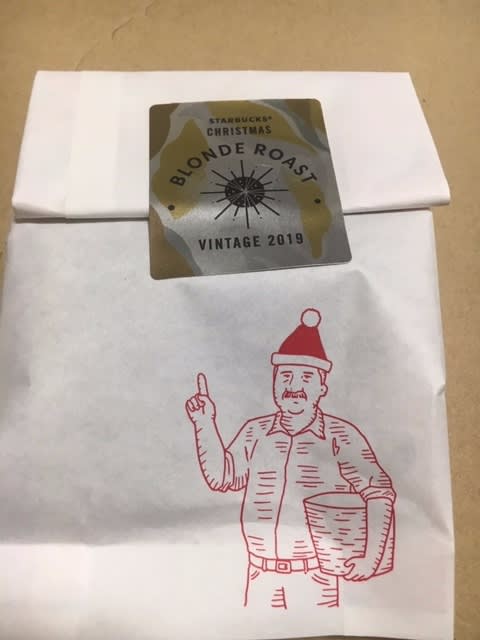 STARBUCKS®
CHRISTMAS
BLONDE ROAST
VINTAGE 2019